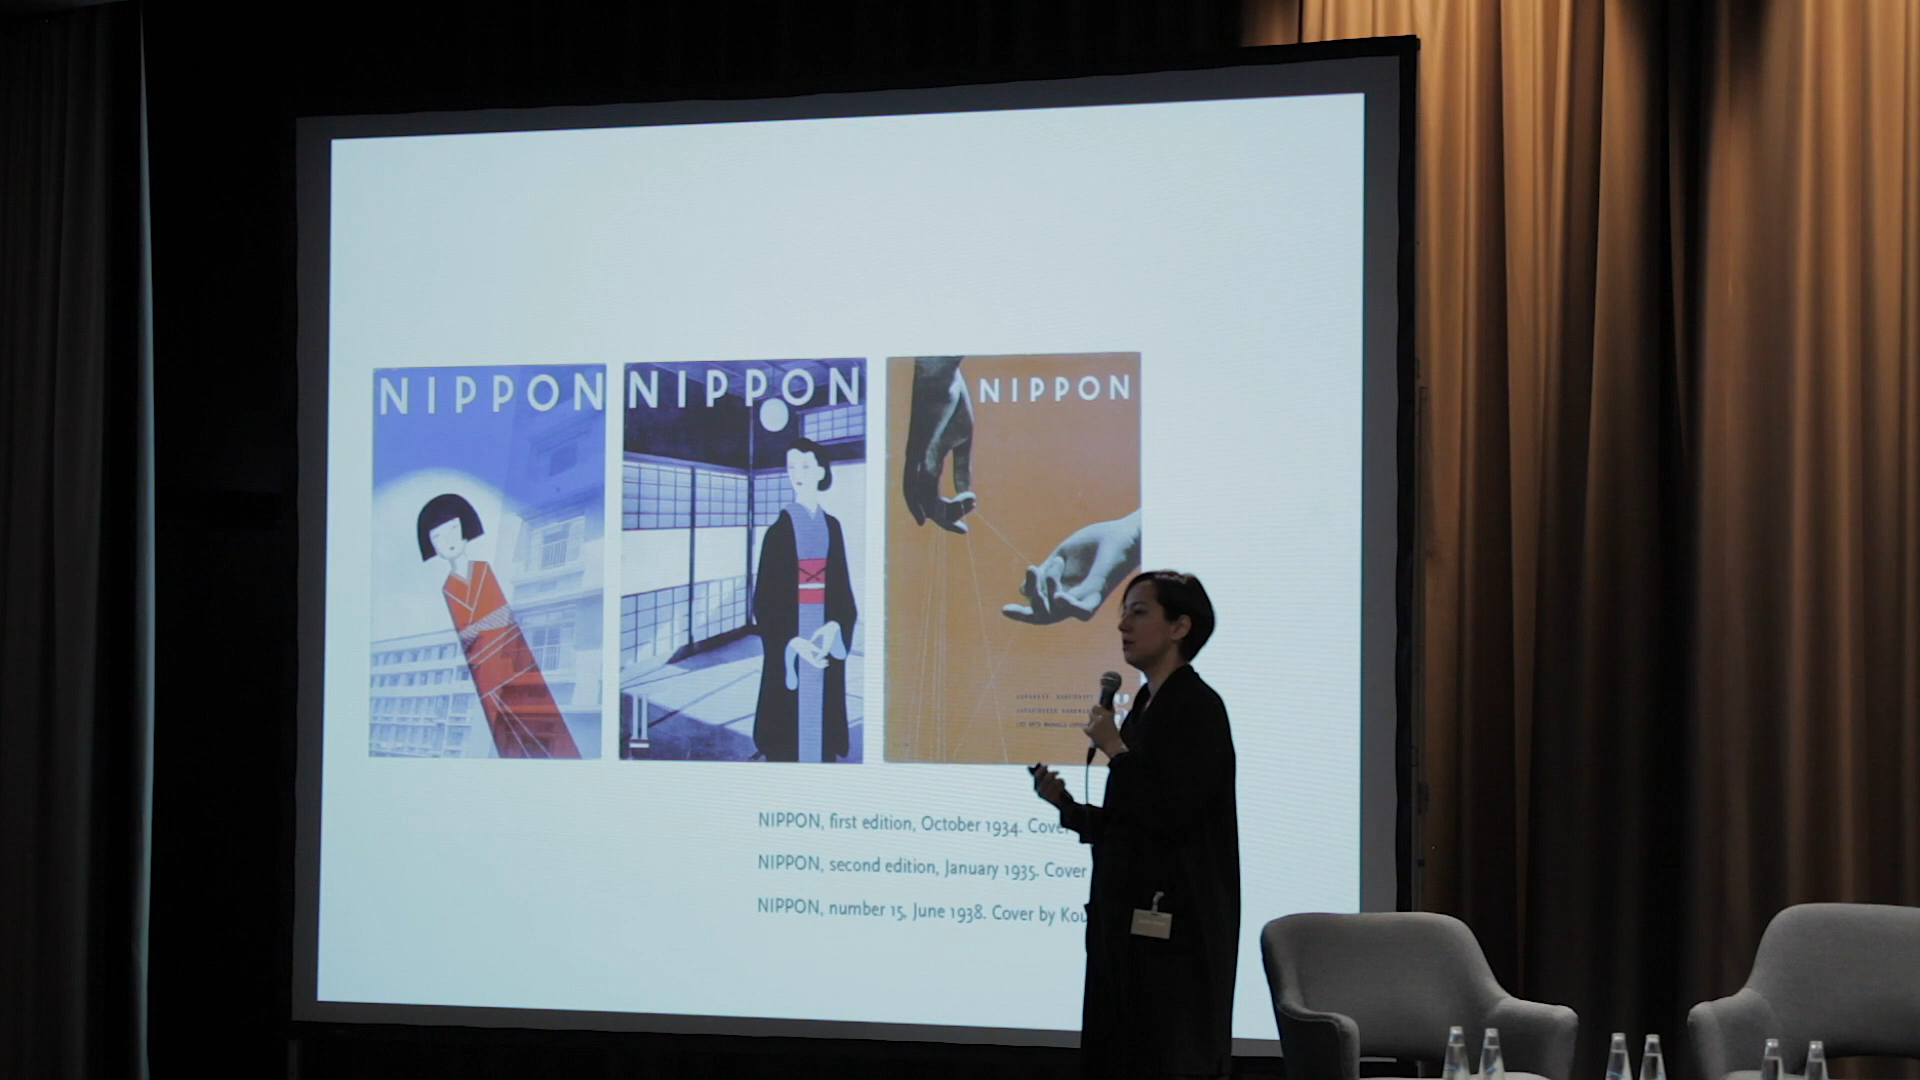 NIPPON
NIPPON
NIPPON
NIPPON, first edition, October 1934. Cover
NIPPON, second edition, January 1935. Cover
NIPPON, number 15, June 1938. Cover by